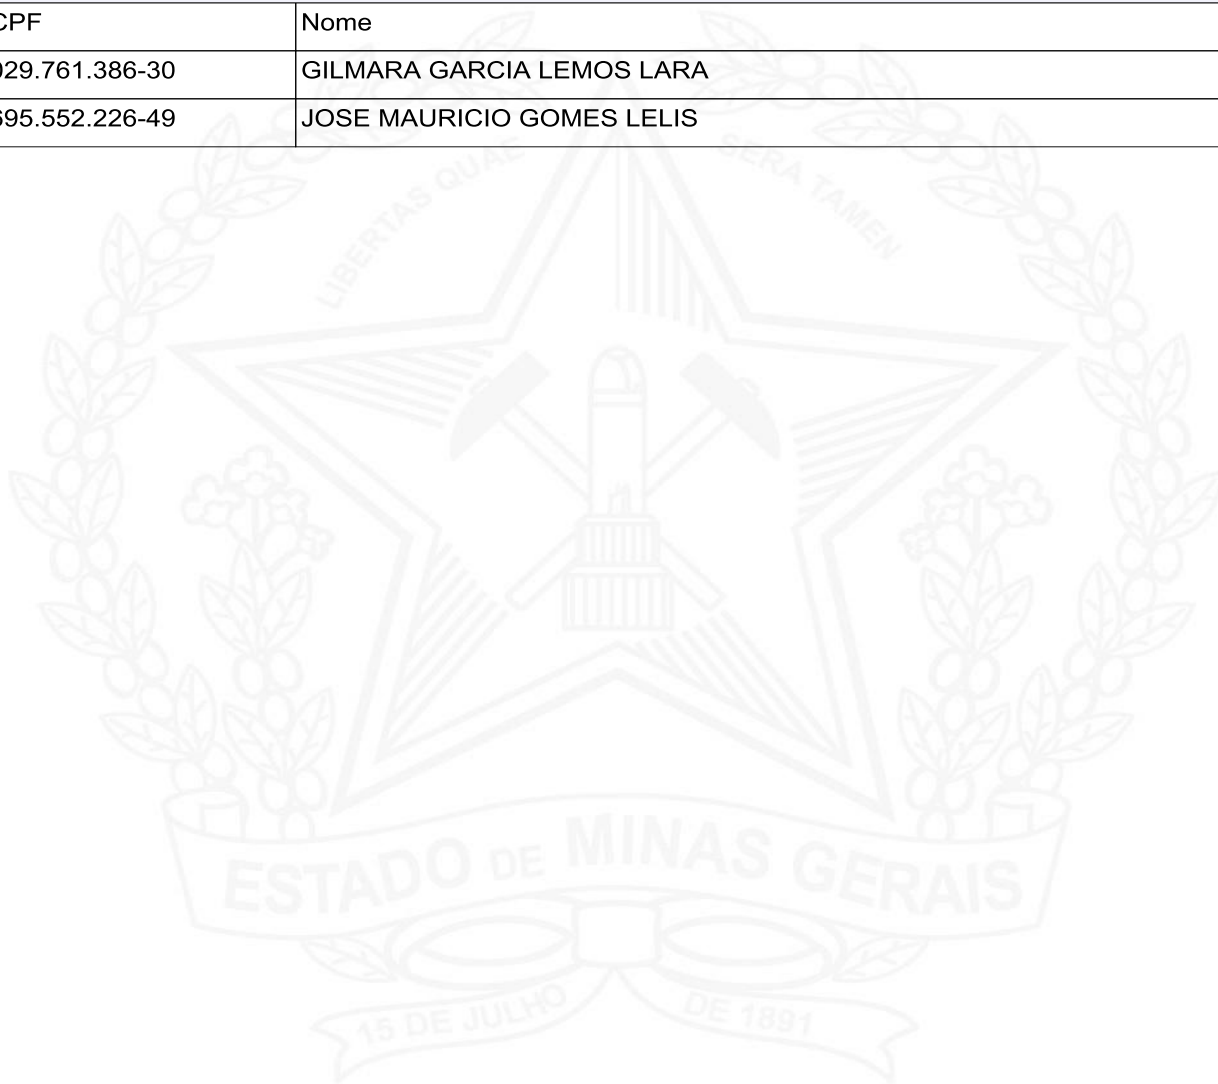 CPF Nome
029.761.386-30 GILMARA GARCIA LEMOS LARA
695.552.226-49 JOSE MAURICIO GOMES LELIS
LIBERTAS QUAE SERA TAMEN
ESTADO DE MINAS GERAIS
15 DE JULHO DE 1891